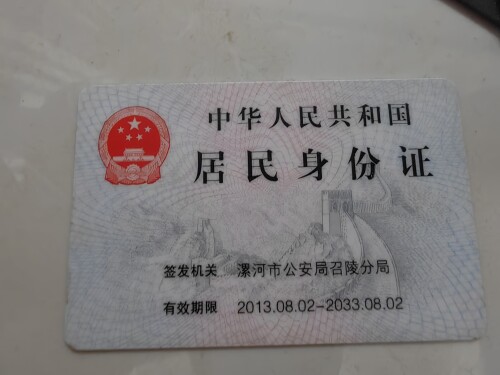 中华人民共和国
居民身份证
签发机关 漯河市公安局召陵分局
有效期限 2013.08.02-2033.08.02